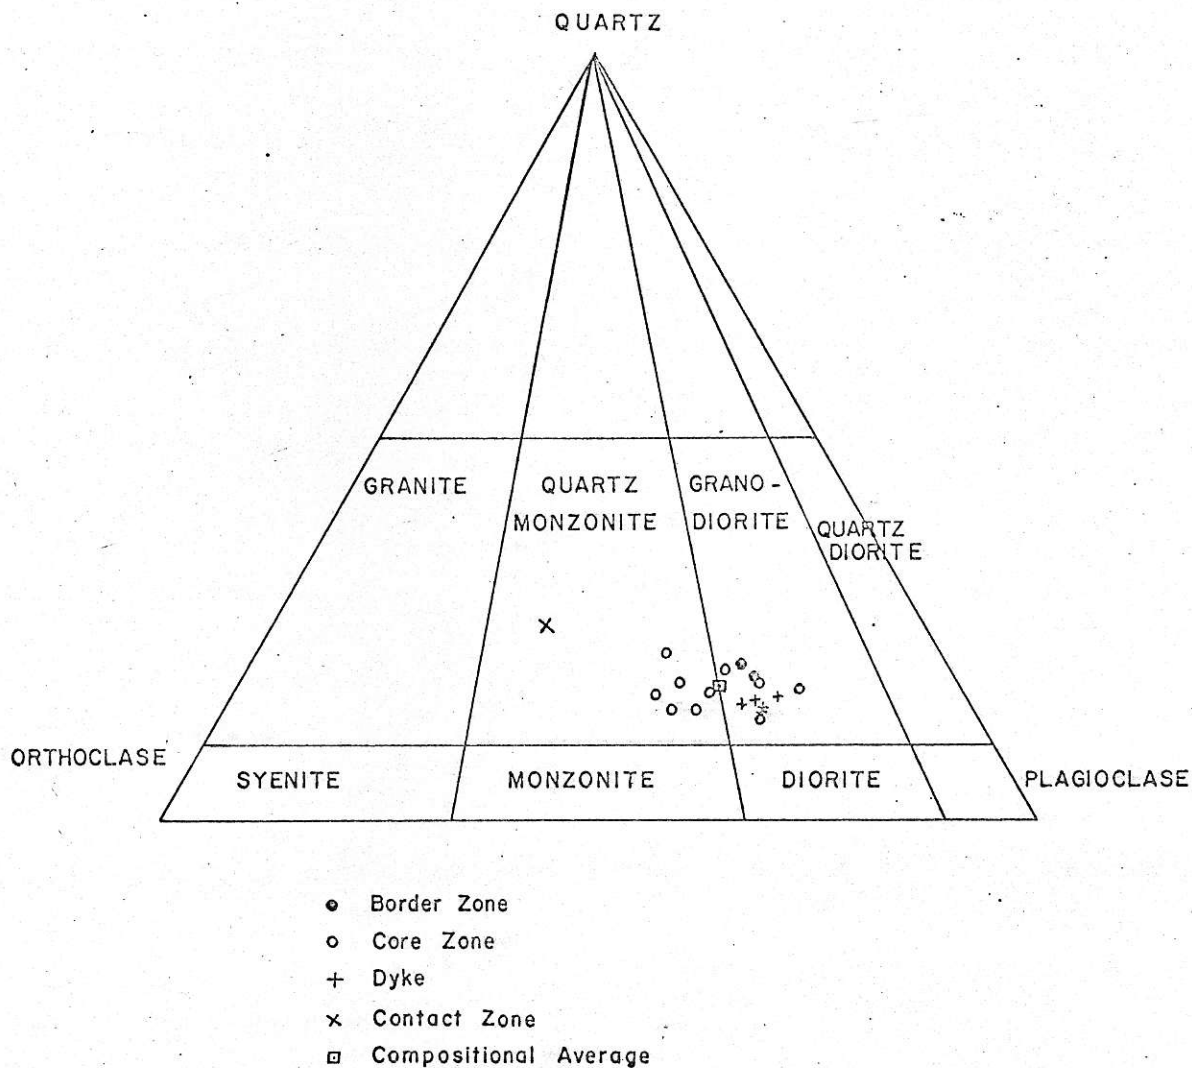 QUARTZ
GRANITE
QUARTZ
MONZONITE
GRANO-
DIORITE
QUARTZ
DIORITE
ORTHOCLASE
SYENITE
MONZONITE
DIORITE
PLAGIOCLASE
Border Zone
Core Zone
Dyke
Contact Zone
Compositional Average